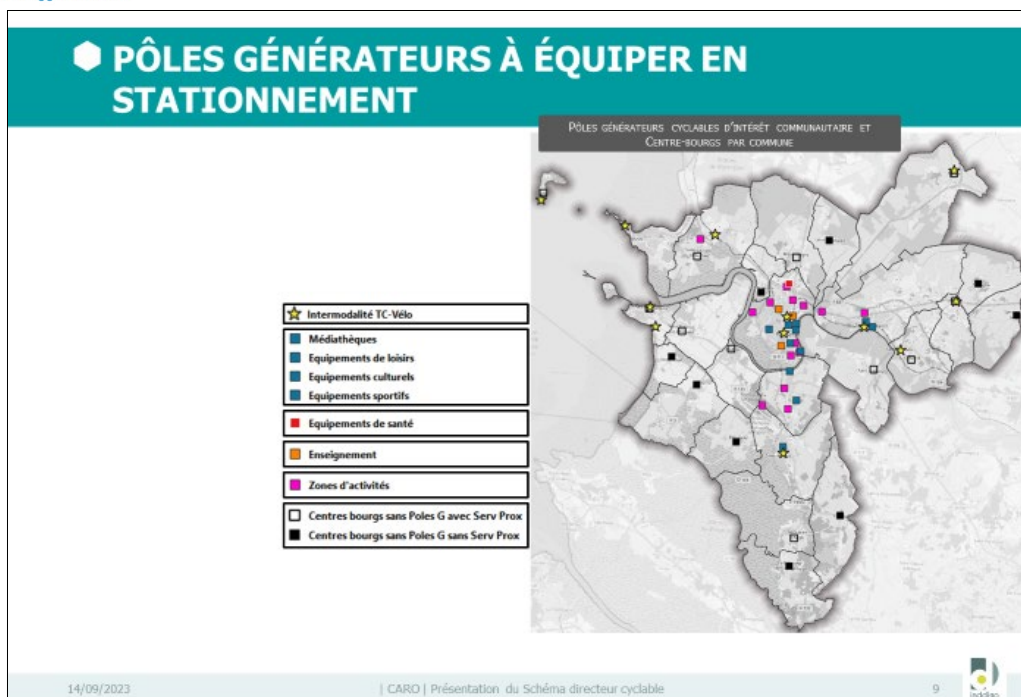 PÔLES GÉNÉRATEURS À ÉQUIPER EN
STATIONNEMENT
PÔLES GÉNÉRATEURS CYCLABLES D'INTÉRÊT COMMUNAUTAIRE ET
CENTRE-BOURGS PAR COMMUNE
Intermodalité TC-Vélo
Médiathèques
Equipements de loisirs
Equipements culturels
Equipements sportifs
Equipements de santé
Enseignement
Zones d'activités
Centres bourgs sans Poles G avec Serv Prox
Centres bourgs sans Poles G sans Serv Prox
14/09/2023
| CARO | Présentation du Schéma directeur cyclable
9
inddigo